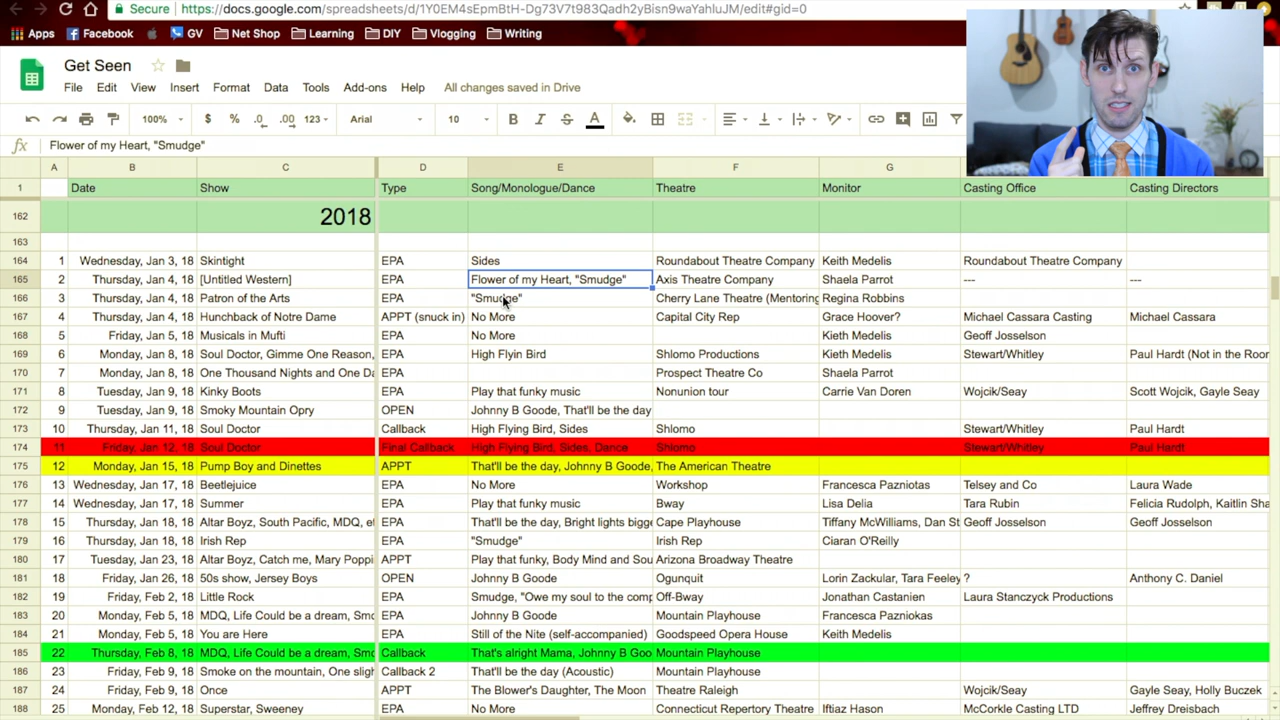 Secure https://docs.google.com/spreadsheets/d/1Y0EM4sEpmBtH-Dg73V7t983Qadh2yBisn9waYahluJM/edit#gid=0
Apps Facebook GV Net Shop Learning DIY Vlogging Writing
Get Seen
File Edit View Insert Format Data Tools Add-ons Help All changes saved in Drive
100% $ % .0 .00 123 Arial 10 B I S A
fx Flower of my Heart, "Smudge"
A B C D E F G H I
1 Date Show Type Song/Monologue/Dance Theatre Monitor Casting Office Casting Directors
162 2018
163
164 1 Wednesday, Jan 3, 18 Skintight EPA Sides Roundabout Theatre Company Keith Medelis Roundabout Theatre Company
165 2 Thursday, Jan 4, 18 [Untitled Western] EPA Flower of my Heart, "Smudge" Axis Theatre Company Shaela Parrot --- ---
166 3 Thursday, Jan 4, 18 Patron of the Arts EPA "Smudge" Cherry Lane Theatre (Mentoring Regina Robbins
167 4 Thursday, Jan 4, 18 Hunchback of Notre Dame APPT (snuck in) No More Capital City Rep Grace Hoover? Michael Cassara Casting Michael Cassara
168 5 Friday, Jan 5, 18 Musicals in Mufti EPA No More Kieth Medelis Geoff Josselson
169 6 Monday, Jan 8, 18 Soul Doctor, Gimme One Reason, EPA High Flyin Bird Shlomo Productions Kieth Medelis Stewart/Whitley Paul Hardt (Not in the Roor
170 7 Monday, Jan 8, 18 One Thousand Nights and One Da EPA Prospect Theatre Co Shaela Parrot
171 8 Tuesday, Jan 9, 18 Kinky Boots EPA Play that funky music Nonunion tour Carrie Van Doren Wojcik/Seay Scott Wojcik, Gayle Seay
172 9 Tuesday, Jan 9, 18 Smoky Mountain Opry OPEN Johnny B Goode, That'll be the day
173 10 Thursday, Jan 11, 18 Soul Doctor Callback High Flying Bird, Sides Shlomo Stewart/Whitley Paul Hardt
174 11 Friday, Jan 12, 18 Soul Doctor Final Callback High Flying Bird, Sides, Dance Shlomo Stewart/Whitley Paul Hardt
175 12 Monday, Jan 15, 18 Pump Boy and Dinettes APPT That'll be the day, Johnny B Goode, The American Theatre
176 13 Wednesday, Jan 17, 18 Beetlejuice EPA No More Workshop Francesca Pazniotas Telsey and Co Laura Wade
177 14 Wednesday, Jan 17, 18 Summer EPA Play that funky music Bway Lisa Delia Tara Rubin Felicia Rudolph, Kaitlin Sha
178 15 Thursday, Jan 18, 18 Altar Boyz, South Pacific, MDQ, et EPA That'll be the day, Bright lights bigge Cape Playhouse Tiffany McWilliams, Dan St Geoff Josselson Geoff Josselson
179 16 Thursday, Jan 18, 18 Irish Rep EPA "Smudge" Irish Rep Ciaran O'Reilly
180 17 Tuesday, Jan 23, 18 Altar Boyz, Catch me, Mary Poppi APPT Play that funky, Body Mind and Sou Arizona Broadway Theatre
181 18 Friday, Jan 26, 18 50s show, Jersey Boys OPEN Johnny B Goode Ogunquit Lorin Zackular, Tara Feeley ? Anthony C. Daniel
182 19 Friday, Feb 2, 18 Little Rock EPA Smudge, "Owe my soul to the comp Off-Bway Jonathan Castanien Laura Stanczyck Productions
183 20 Monday, Feb 5, 18 MDQ, Life Could be a dream, Smo EPA Johnny B Goode Mountain Playhouse Francesca Pazniokas
184 21 Monday, Feb 5, 18 You are Here EPA Still of the Nite (self-accompanied) Goodspeed Opera House Keith Medelis
185 22 Thursday, Feb 8, 18 MDQ, Life Could be a dream, Smo Callback That's alright Mama, Johnny B Goo Mountain Playhouse
186 23 Friday, Feb 9, 18 Smoke on the mountain, One sligh Callback 2 That'll be the day (Acoustic) Mountain Playhouse
187 24 Friday, Feb 9, 18 Once APPT The Blower's Daughter, The Moon Theatre Raleigh Wojcik/Seay Gayle Seay, Holly Buczek
188 25 Monday, Feb 12, 18 Superstar, Sweeney EPA No More Connecticut Repertory Theatre Iftiaz Hason McCorkle Casting LTD Jeffrey Dreisbach